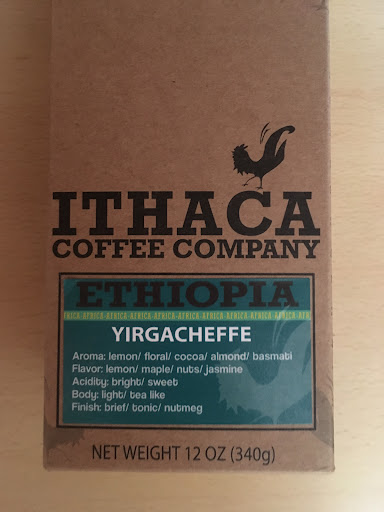 ITHACA
COFFEE COMPANY
ETHIOPIA
AFRICA-AFRICA-AFRICA-AFRICA-AFRICA-AFRICA-AFRICA
YIRGACHEFFE
Aroma: lemon/ floral/ cocoa/ almond/ basmati
Flavor: lemon/ maple/ nuts/ jasmine
Acidity: bright/ sweet
Body: light/ tea like
Finish: brief/ tonic/ nutmeg
NET WEIGHT 12 OZ (340g)